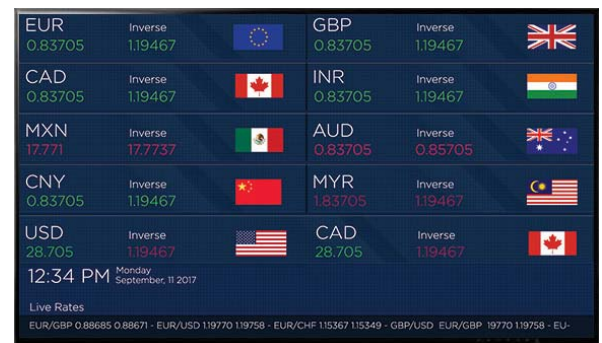 EUR Inverse GBP Inverse
0.83705 1.19467 0.83705 1.19467
CAD Inverse INR Inverse
0.83705 1.19467 0.83705 1.19467
MXN Inverse AUD Inverse
17.771 17.7737 0.83705 0.85705
CNY Inverse MYR Inverse
0.83705 1.19467 1.83705 1.19467
USD Inverse CAD Inverse
28.705 1.19467 28.705 1.19467
12:34 PM Monday
September, 11 2017
Live Rates
EUR/GBP 0.88685 0.88671 - EUR/USD 1.19770 1.19758 - EUR/CHF 1.15367 1.15349 - GBP/USD EUR/GBP 19770 1.19758 - EU-